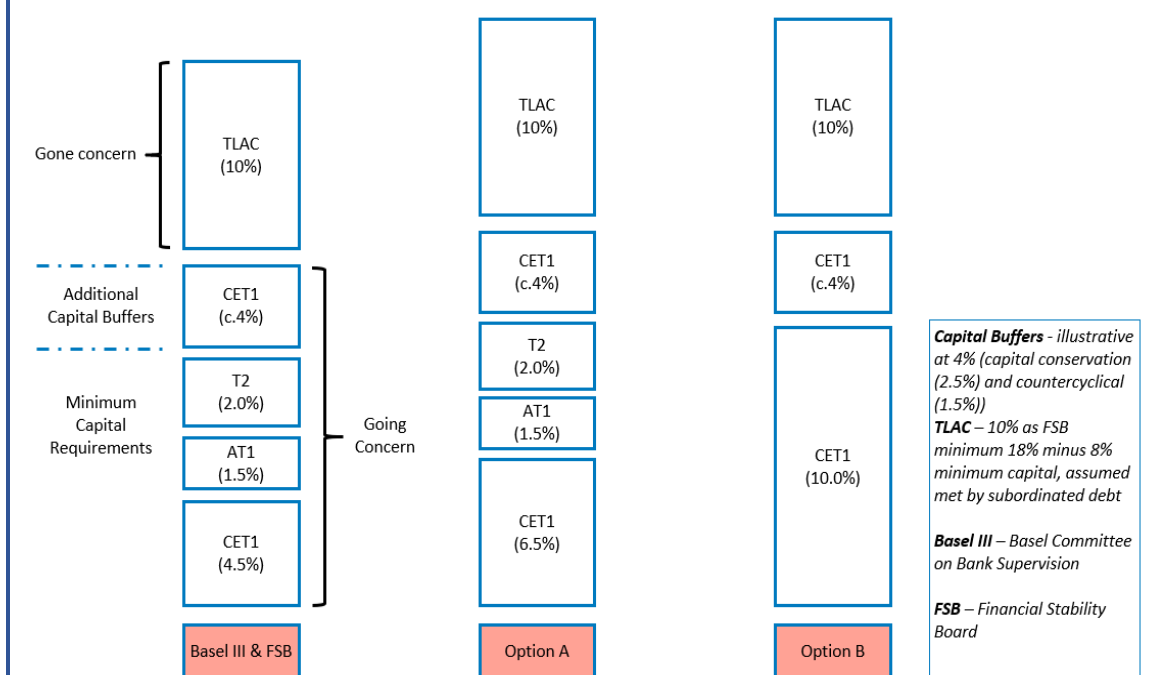 Gone concern
Additional
Capital Buffers
Minimum
Capital
Requirements
TLAC
(10%)
CET1
(c.4%)
T2
(2.0%)
AT1
(1.5%)
CET1
(4.5%)
Basel III & FSB
Going
Concern
TLAC
(10%)
CET1
(c.4%)
T2
(2.0%)
AT1
(1.5%)
CET1
(6.5%)
Option A
TLAC
(10%)
CET1
(c.4%)
CET1
(10.0%)
Option B
Capital Buffers - illustrative
at 4% (capital conservation
(2.5%) and countercyclical
(1.5%))
TLAC – 10% as FSB
minimum 18% minus 8%
minimum capital, assumed
met by subordinated debt
Basel III – Basel Committee
on Bank Supervision
FSB – Financial Stability
Board